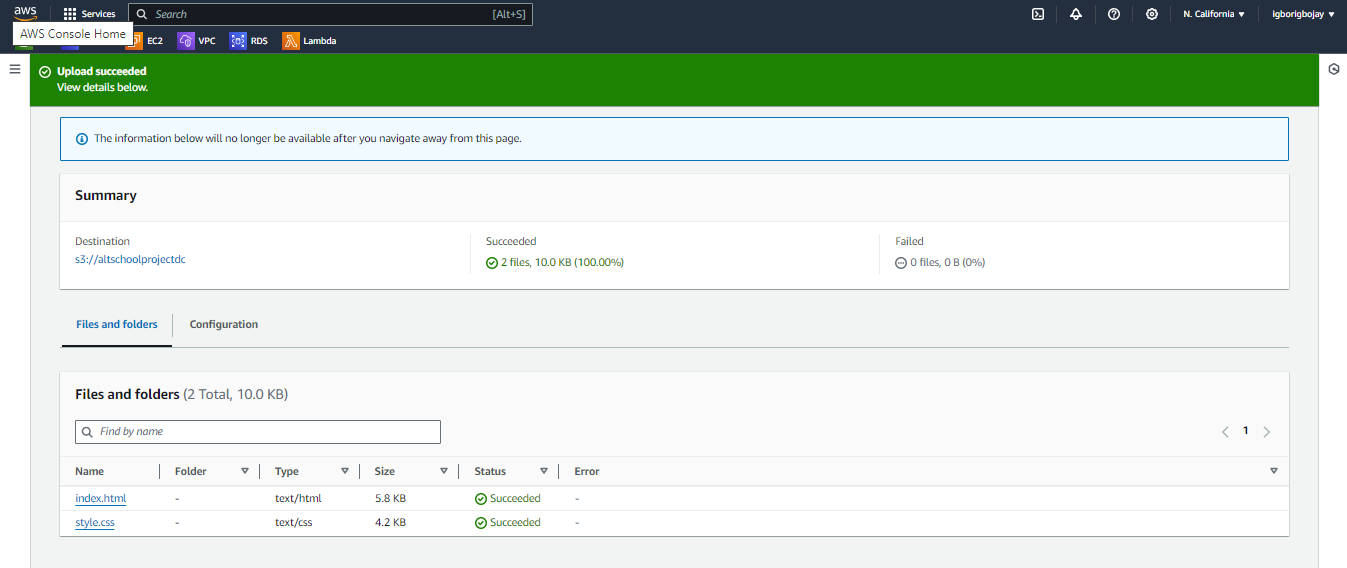 aws Services Search [Alt+S] N. California ▼ igborigbojay ▼
AWS Console Home EC2 VPC RDS Lambda
Upload succeeded
View details below.
The information below will no longer be available after you navigate away from this page.
Summary
Destination Succeeded Failed
s3://altschoolprojectdc 2 files, 10.0 KB (100.00%) 0 files, 0 B (0%)
Files and folders Configuration
Files and folders (2 Total, 10.0 KB)
Find by name 1
Name Folder Type Size Status Error
index.html - text/html 5.8 KB Succeeded -
style.css - text/css 4.2 KB Succeeded -